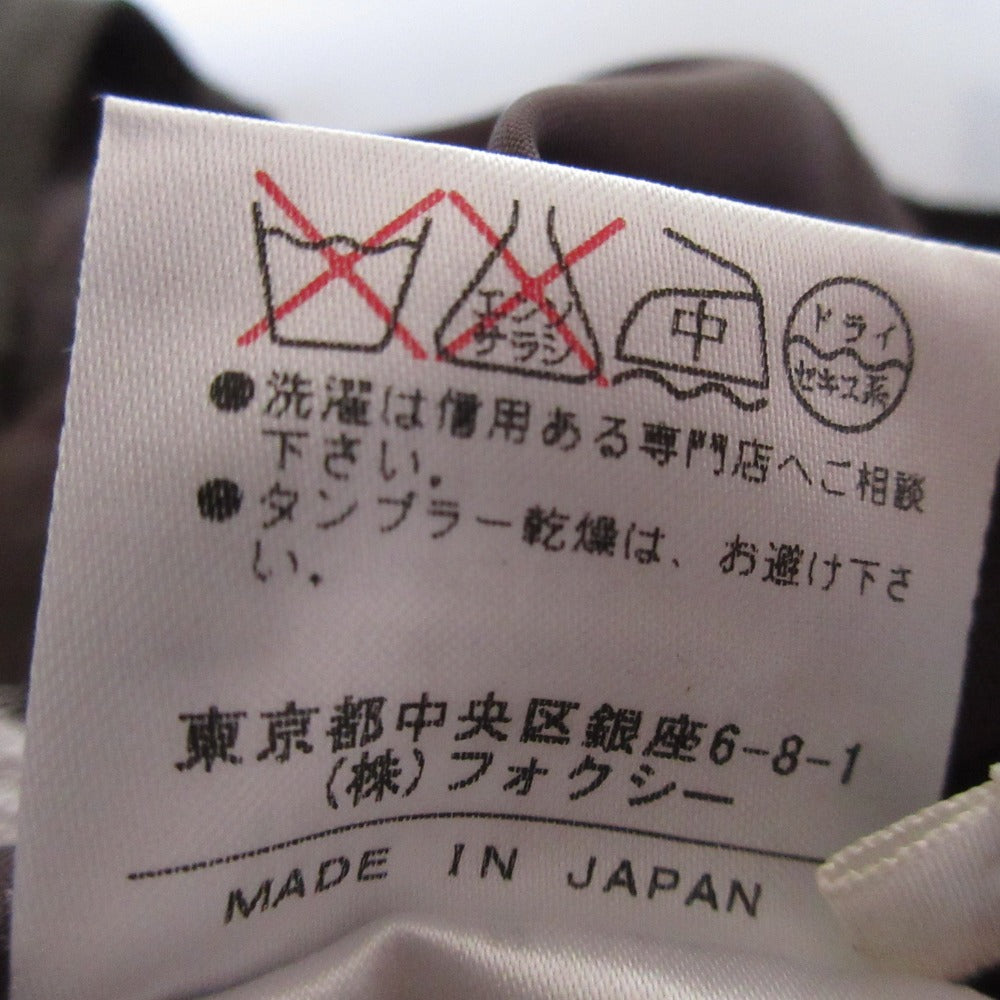 エンソ
サラシ
中
ドライ
セキユ系
●洗濯は信用ある専門店へご相談
下さい.
●タンブラー乾燥は、お避け下さ
い.
東京都中央区銀座6-8-1
(株)フォクシー
MADE IN JAPAN